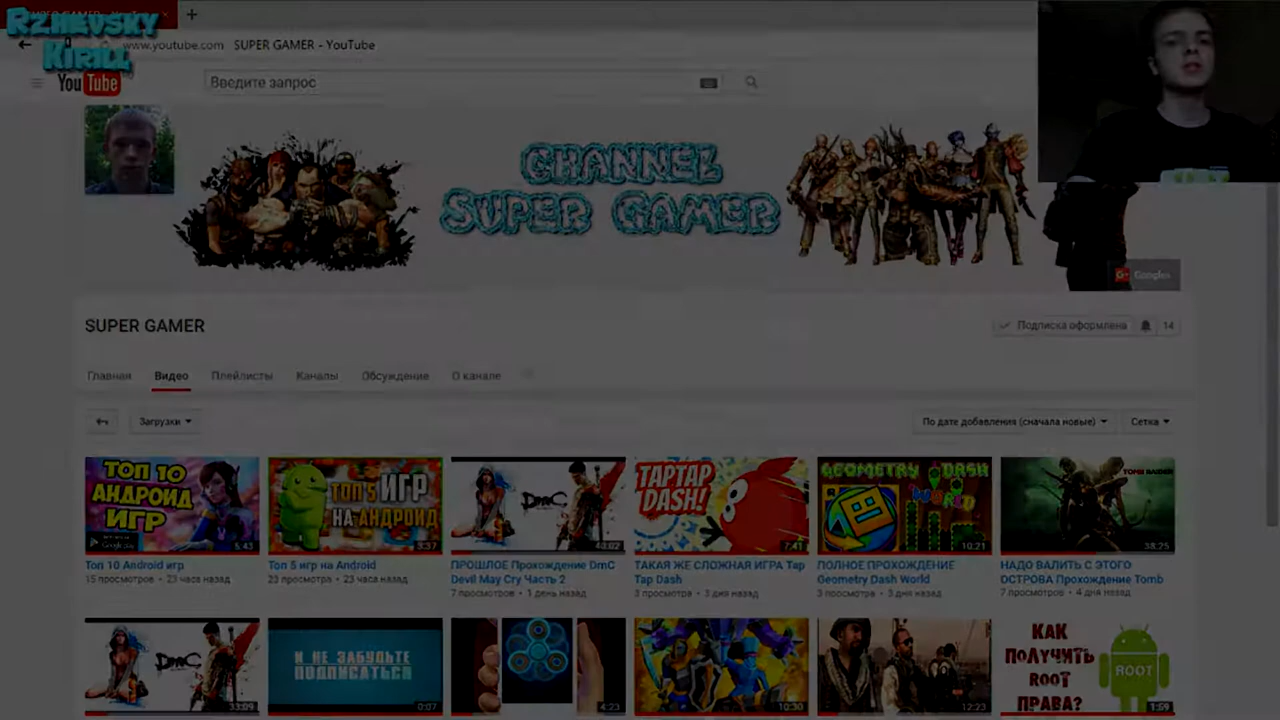 RZHEVSKY
KIRILL
www.youtube.com SUPER GAMER - YouTube
YouTube
Введите запрос
CHANNEL
SUPER GAMER
Google+
SUPER GAMER
Подписка оформлена 14
Главная Видео Плейлисты Каналы Обсуждение О канале
Загрузки
По дате добавления (сначала новые) Сетка
ТОП 10
АНДРОИД
ИГР
5:43
ТОП 5 ИГР
НА АНДРОИД
3:37
DmC
40:02
TAPTAP
DASH!
7:41
GEOMETRY DASH
WORLD
10:21
TOMB RAIDER
38:25
Топ 10 Android игр
15 просмотров • 23 часа назад
Топ 5 игр на Android
23 просмотра • 23 часа назад
ПРОШЛОЕ Прохождение DmC
Devil May Cry Часть 2
7 просмотров • 1 день назад
ТАКАЯ ЖЕ СЛОЖНАЯ ИГРА Tap
Tap Dash
3 просмотра • 3 дня назад
ПОЛНОЕ ПРОХОЖДЕНИЕ
Geometry Dash World
3 просмотра • 3 дня назад
НАДО ВАЛИТЬ С ЭТОГО
ОСТРОВА Прохождение Tomb
7 просмотров • 4 дня назад
DmC
33:09
И НЕ ЗАБУДЬТЕ
ПОДПИСАТЬСЯ
0:07
4:23
10:30
12:23
КАК
ПОЛУЧИТЬ
ROOT
ПРАВА?
ROOT
1:59